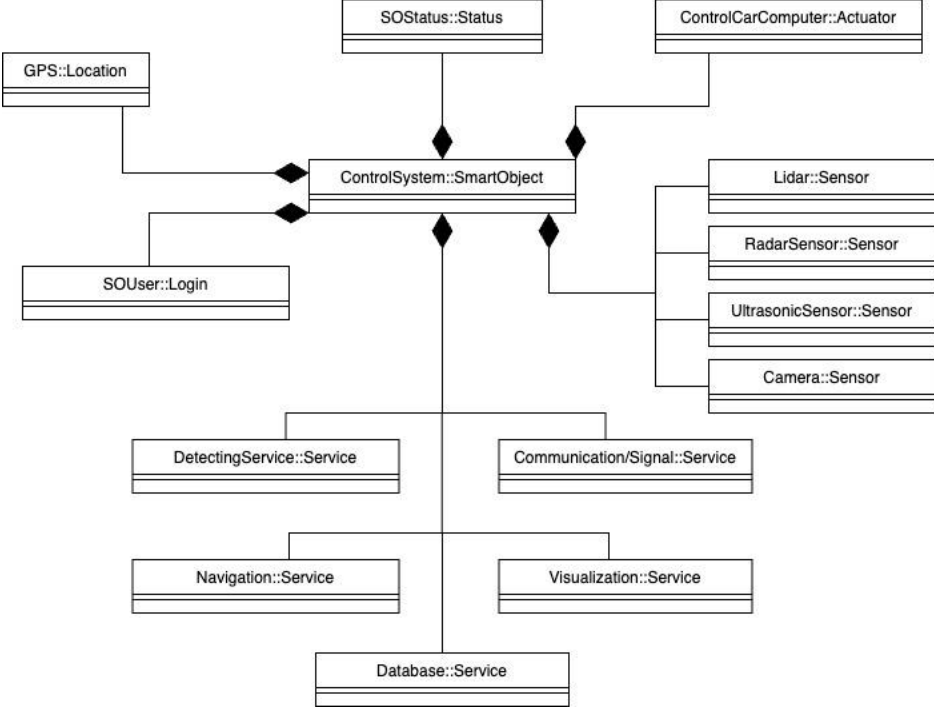 SOStatus::Status
ControlCarComputer::Actuator
GPS::Location
ControlSystem::SmartObject
Lidar::Sensor
RadarSensor::Sensor
SOUser::Login
UltrasonicSensor::Sensor
Camera::Sensor
DetectingService::Service
Communication/Signal::Service
Navigation::Service
Visualization::Service
Database::Service